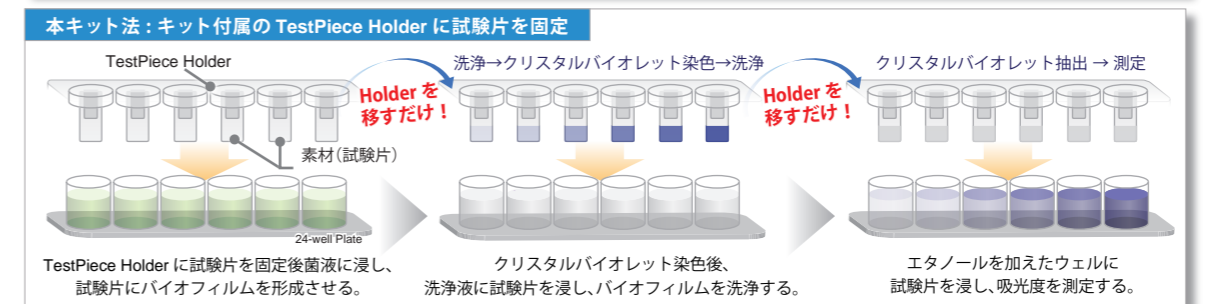 本キット法 : キット付属の TestPiece Holder に試験片を固定
TestPiece Holder
Holder を
移すだけ！
洗浄→クリスタルバイオレット染色→洗浄
Holder を
移すだけ！
クリスタルバイオレット抽出 → 測定
素材（試験片）
24-well Plate
TestPiece Holder に試験片を固定後菌液に浸し、
試験片にバイオフィルムを形成させる。
クリスタルバイオレット染色後、
洗浄液に試験片を浸し、バイオフィルムを洗浄する。
エタノールを加えたウェルに
試験片を浸し、吸光度を測定する。